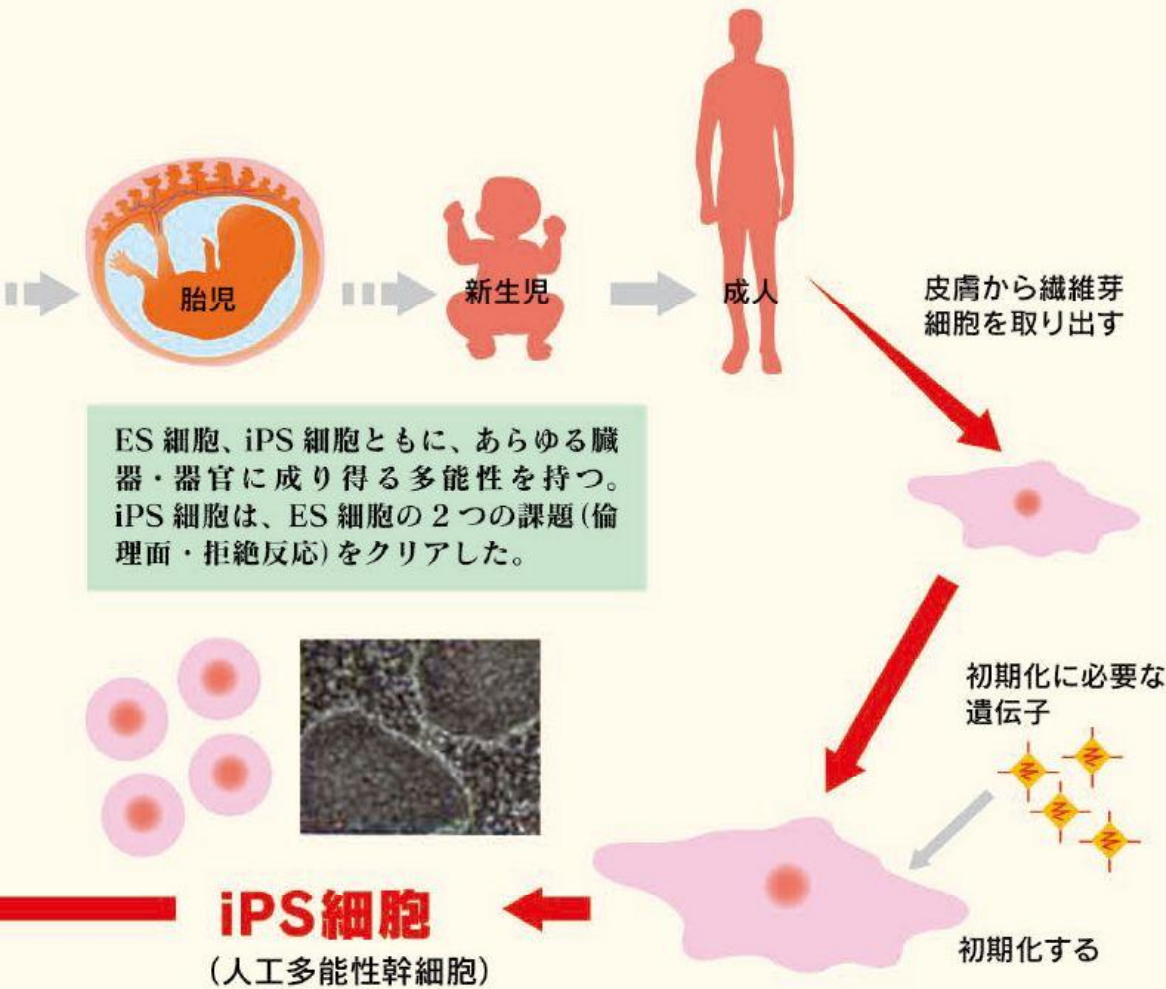 胎児
新生児
成人
皮膚から繊維芽
細胞を取り出す
ES 細胞、iPS 細胞ともに、あらゆる臓
器・器官に成り得る多能性を持つ。
iPS 細胞は、ES 細胞の 2 つの課題(倫
理面・拒絶反応)をクリアした。
初期化に必要な
遺伝子
初期化する
iPS細胞
(人工多能性幹細胞)